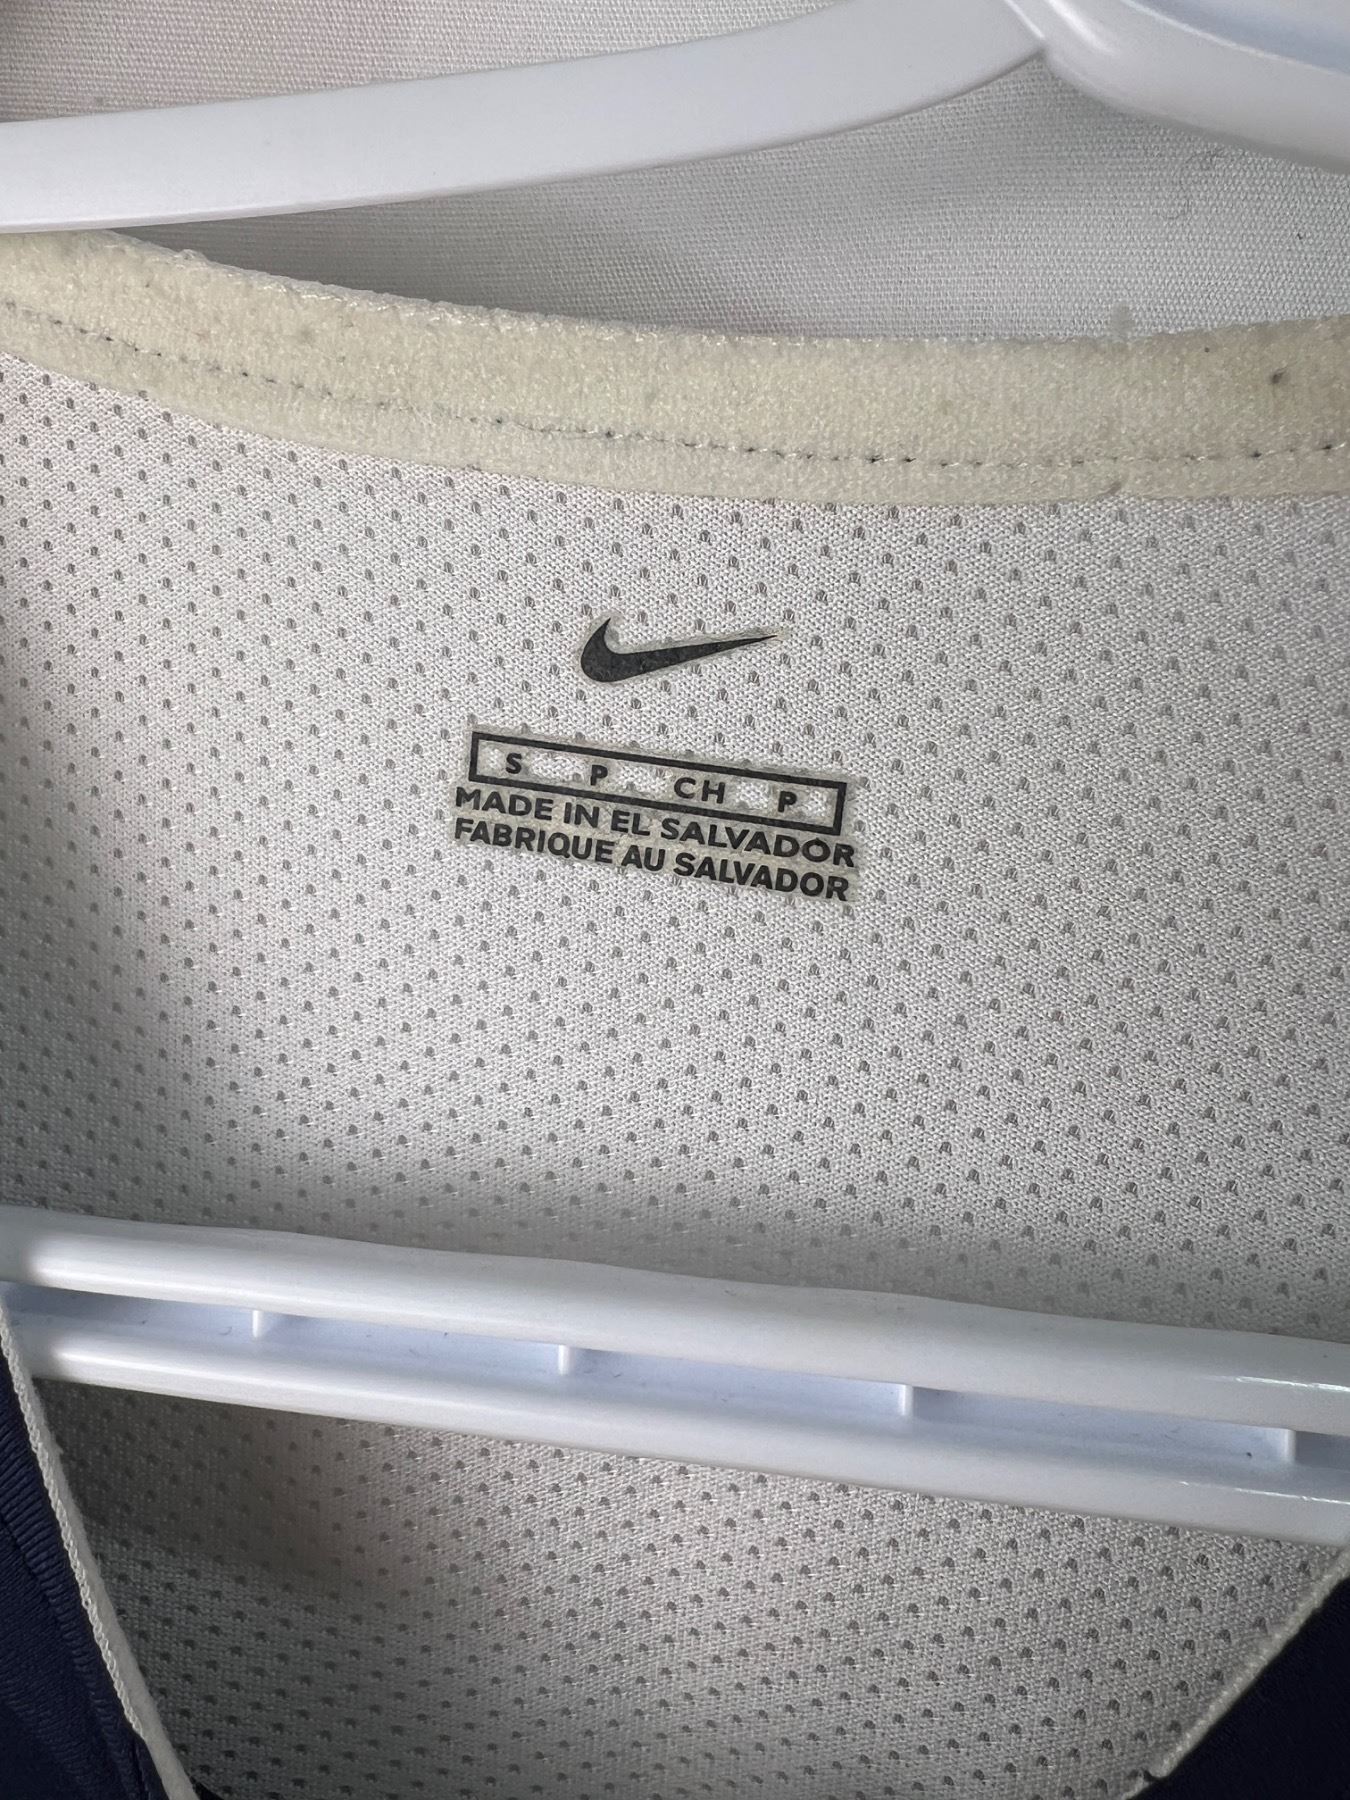 S P CH P
MADE IN EL SALVADOR
FABRIQUE AU SALVADOR